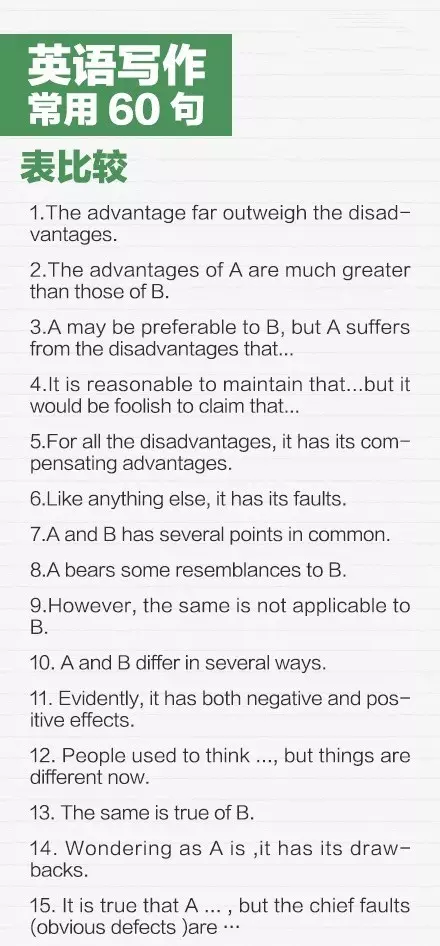 英语写作
常用 60 句
表比较
1.The advantage far outweigh the disad-
vantages.
2.The advantages of A are much greater
than those of B.
3.A may be preferable to B, but A suffers
from the disadvantages that...
4.It is reasonable to maintain that...but it
would be foolish to claim that...
5.For all the disadvantages, it has its com-
pensating advantages.
6.Like anything else, it has its faults.
7.A and B has several points in common.
8.A bears some resemblances to B.
9.However, the same is not applicable to
B.
10. A and B differ in several ways.
11. Evidently, it has both negative and pos-
itive effects.
12. People used to think ..., but things are
different now.
13. The same is true of B.
14. Wondering as A is ,it has its draw-
backs.
15. It is true that A ... , but the chief faults
(obvious defects )are …